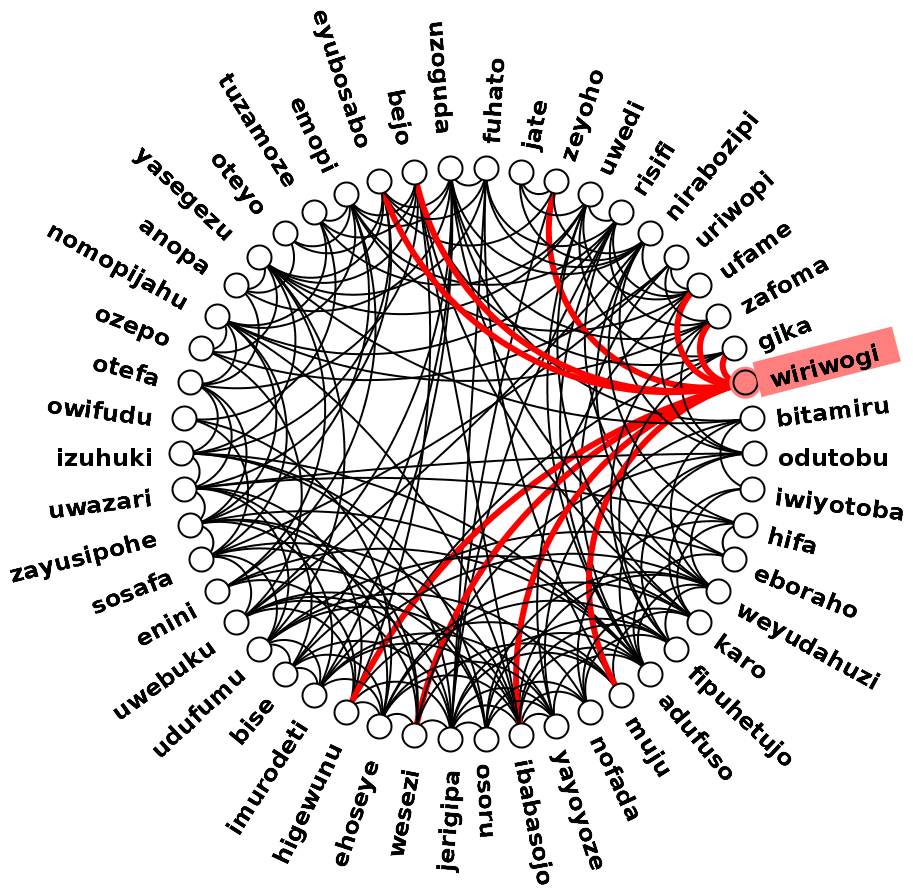 eyubosabo
bejo
uzogupa
fuhato
jate
zeyoho
uwedi
risifi
nirabozipi
uriwopi
ufame
zafoma
gika
wiriwogi
bitamiru
odutobu
iwiyotoba
hifa
eboraho
weyudahuzi
karo
fipuhetujo
adufuso
muju
nofada
yayoyoze
ibabasojo
osoru
jerigipa
wesezi
ehoseye
higewunu
imurodeti
bise
udufumu
uwebuku
enini
sosafa
zayusipohe
uwazari
izuhuki
owifudu
otefa
ozepo
nomopijahu
anopa
yasegezu
oteyo
tuzamoze
emopi